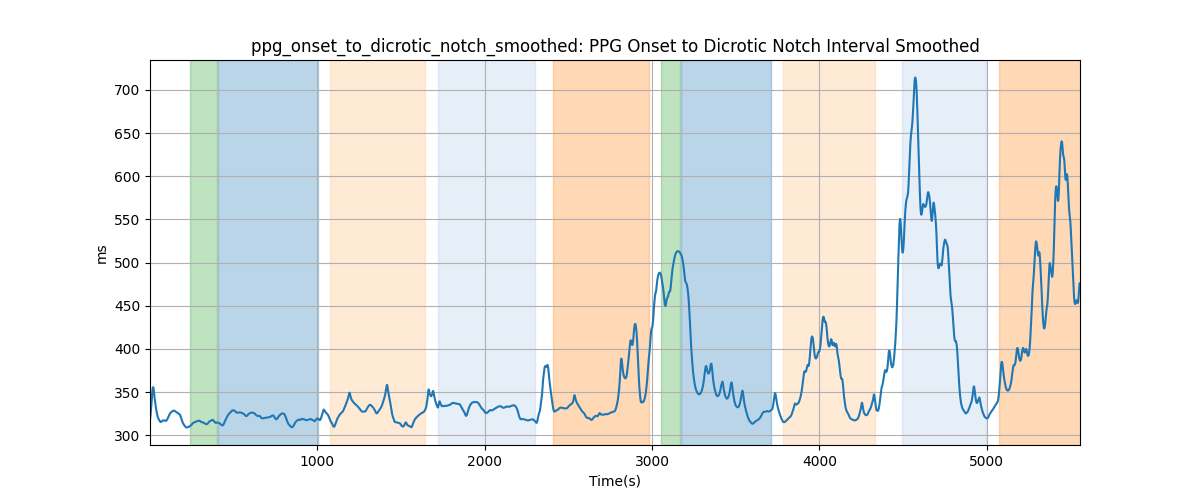 ppg_onset_to_dicrotic_notch_smoothed: PPG Onset to Dicrotic Notch Interval Smoothed
700
650
600
550
500
450
400
350
300
ms
1000 2000 3000 4000 5000
Time(s)